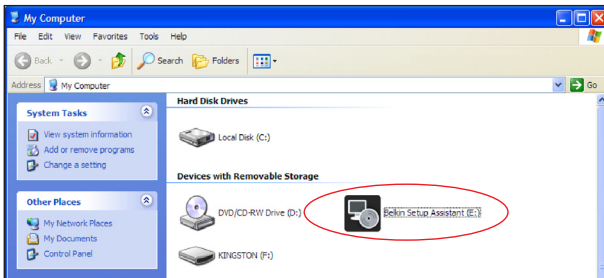 My Computer
File Edit View Favorites Tools Help
Back Search Folders
Address My Computer Go
Hard Disk Drives
System Tasks
View system information
Local Disk (C:)
Add or remove programs
Change a setting
Devices with Removable Storage
Other Places
DVD/CD-RW Drive (D:) Belkin Setup Assistant (E:)
My Network Places
My Documents
Control Panel KINGSTON (F:)